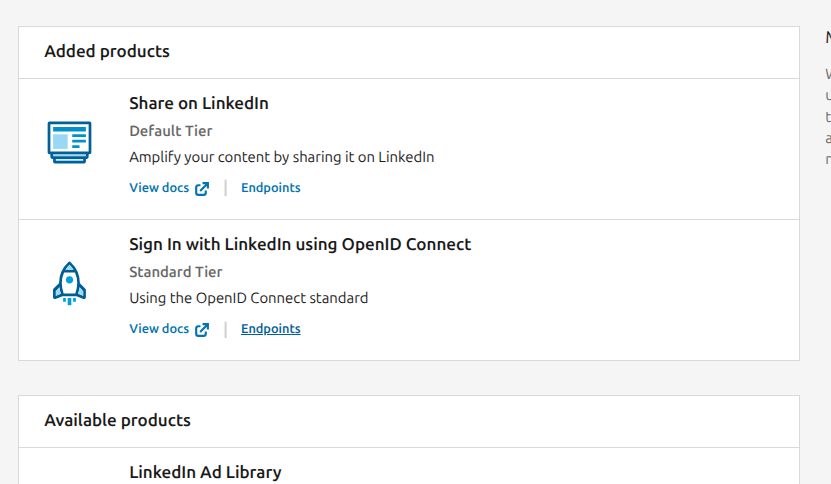 Added products
Share on LinkedIn
Default Tier
Amplify your content by sharing it on LinkedIn
View docs | Endpoints
Sign In with LinkedIn using OpenID Connect
Standard Tier
Using the OpenID Connect standard
View docs | Endpoints
Available products
LinkedIn Ad Library